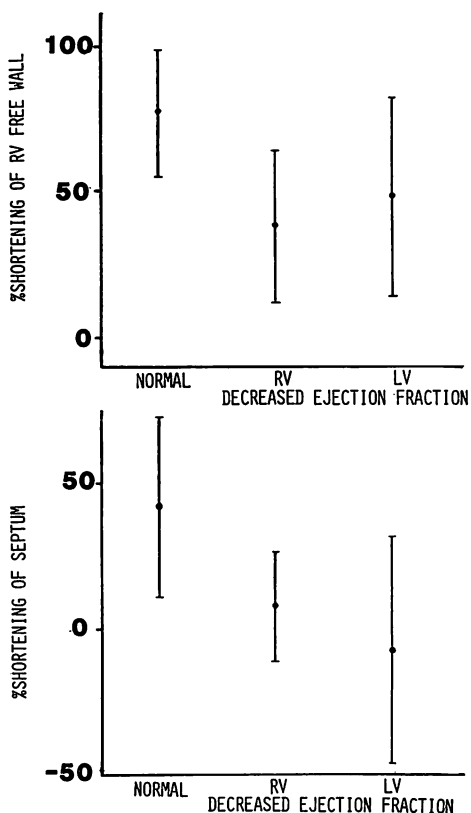 100
50
0
%SHORTENING OF RV FREE WALL
NORMAL RV LV
DECREASED EJECTION FRACTION
50
0
-50
%SHORTENING OF SEPTUM
NORMAL RV LV
DECREASED EJECTION FRACTION